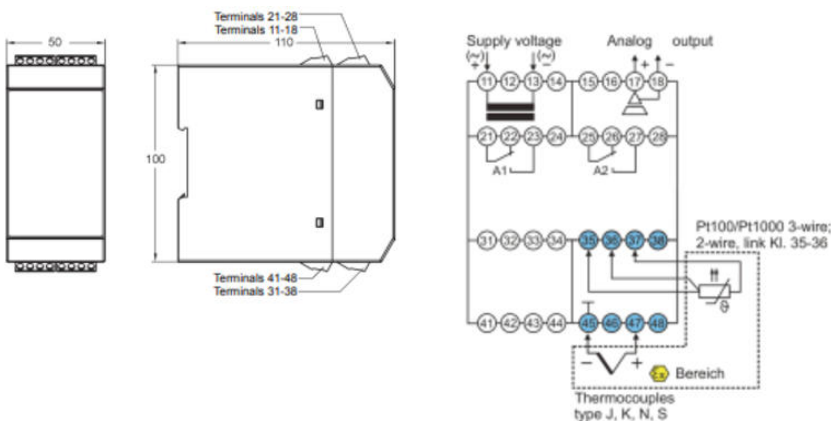 Terminals 21-28
Terminals 11-18
50
110
100
Terminals 41-48
Terminals 31-38
Supply voltage
Analog output
(~) (~)
+ −
+ −
11 12 13 14 15 16 17 18
21 22 23 24 25 26 27 28
A1 A2
Pt100/Pt1000 3-wire;
2-wire, link Kl. 35-36
31 32 33 34 35 36 37 38
ϑ
41 42 43 44 45 46 47 48
− +
Ex Bereich
Thermocouples
type J, K, N, S